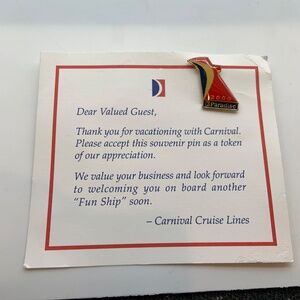 Dear Valued Guest,
Thank you for vacationing with Carnival.
Please accept this souvenir pin as a token
of our appreciation.
We value your business and look forward
to welcoming you on board another
"Fun Ship" soon.
– Carnival Cruise Lines
Paradise